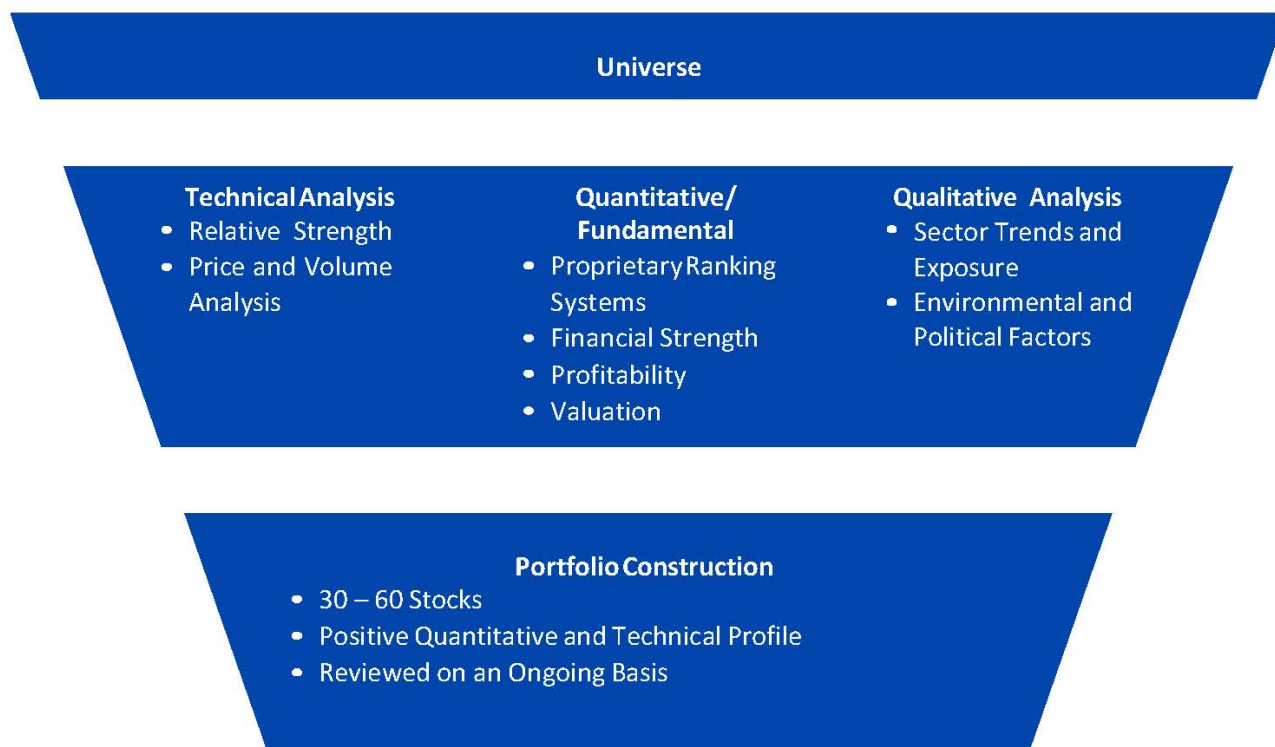 Universe
Technical Analysis
• Relative Strength
• Price and Volume
Analysis
Quantitative/
Fundamental
• Proprietary Ranking
Systems
• Financial Strength
• Profitability
• Valuation
Qualitative Analysis
• Sector Trends and
Exposure
• Environmental and
Political Factors
Portfolio Construction
• 30 – 60 Stocks
• Positive Quantitative and Technical Profile
• Reviewed on an Ongoing Basis